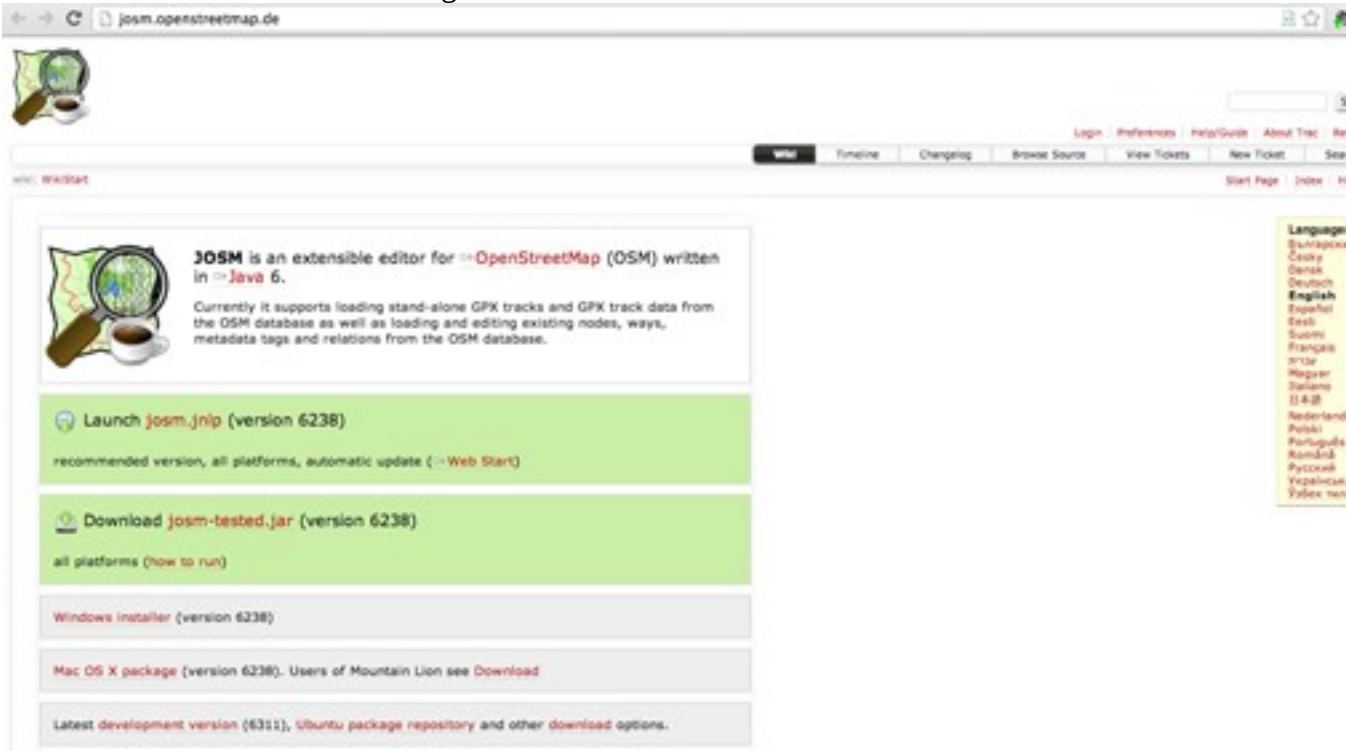 josm.openstreetmap.de
Login Preferences Help/Guide About Trac
Wiki Timeline Changelog Browse Source View Tickets New Ticket
wiki: WikiStart
Start Page Index
JOSM is an extensible editor for OpenStreetMap (OSM) written
in Java 6.
Currently it supports loading stand-alone GPX tracks and GPX track data from
the OSM database as well as loading and editing existing nodes, ways,
metadata tags and relations from the OSM database.
Launch josm.jnlp (version 6238)
recommended version, all platforms, automatic update (Web Start)
Download josm-tested.jar (version 6238)
all platforms (how to run)
Windows installer (version 6238)
Mac OS X package (version 6238). Users of Mountain Lion see Download
Latest development version (6311), Ubuntu package repository and other download options.
Languages
Česky
Dansk
Deutsch
English
Español
Eesti
Suomi
Français
עברית
Magyar
Italiano
日本語
Nederland
Polski
Português
Română
Русский